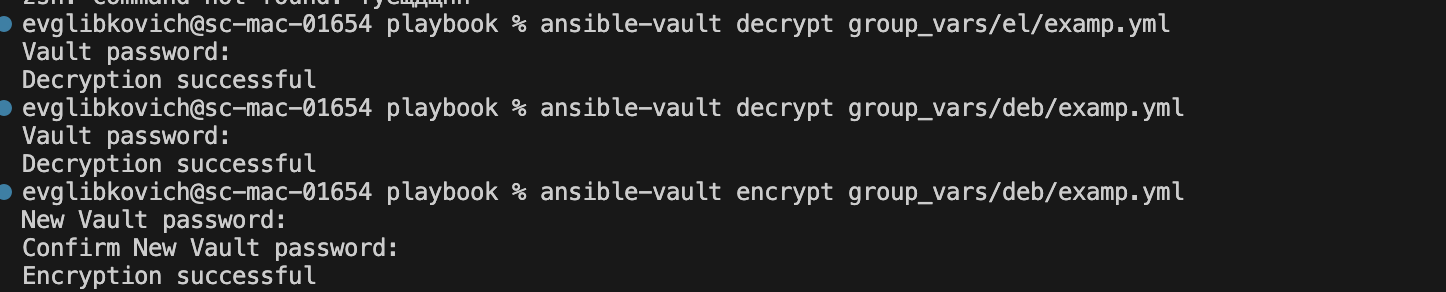 evglibkovich@sc-mac-01654 playbook % ansible-vault decrypt group_vars/el/examp.yml
Vault password:
Decryption successful
evglibkovich@sc-mac-01654 playbook % ansible-vault decrypt group_vars/deb/examp.yml
Vault password:
Decryption successful
evglibkovich@sc-mac-01654 playbook % ansible-vault encrypt group_vars/deb/examp.yml
New Vault password:
Confirm New Vault password:
Encryption successful